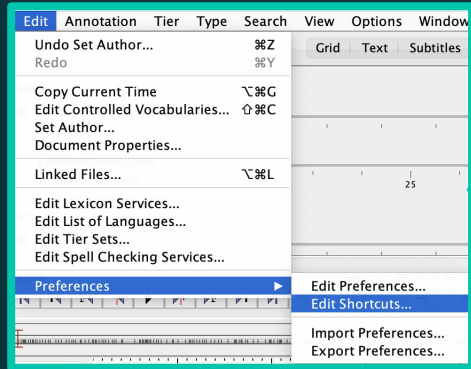 Edit Annotation Tier Type Search View Options Window
Undo Set Author... ⌘Z
Redo ⌘Y
Grid Text Subtitles
Copy Current Time ⌥⌘G
Edit Controlled Vocabularies... ⇧⌘C
Set Author...
Document Properties...
Linked Files... ⌥⌘L
25
Edit Lexicon Services...
Edit List of Languages...
Edit Tier Sets...
Edit Spell Checking Services...
Preferences ▶
Edit Preferences...
Edit Shortcuts...
Import Preferences...
Export Preferences...